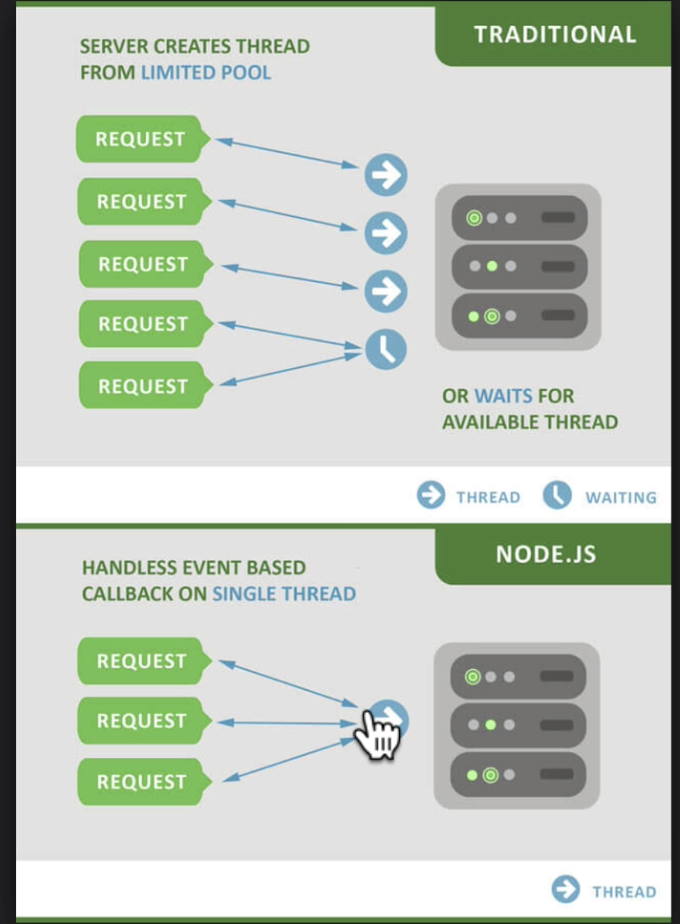 TRADITIONAL
SERVER CREATES THREAD
FROM LIMITED POOL
REQUEST
REQUEST
REQUEST
REQUEST
REQUEST
OR WAITS FOR
AVAILABLE THREAD
THREAD
WAITING
NODE.JS
HANDLESS EVENT BASED
CALLBACK ON SINGLE THREAD
REQUEST
REQUEST
REQUEST
THREAD